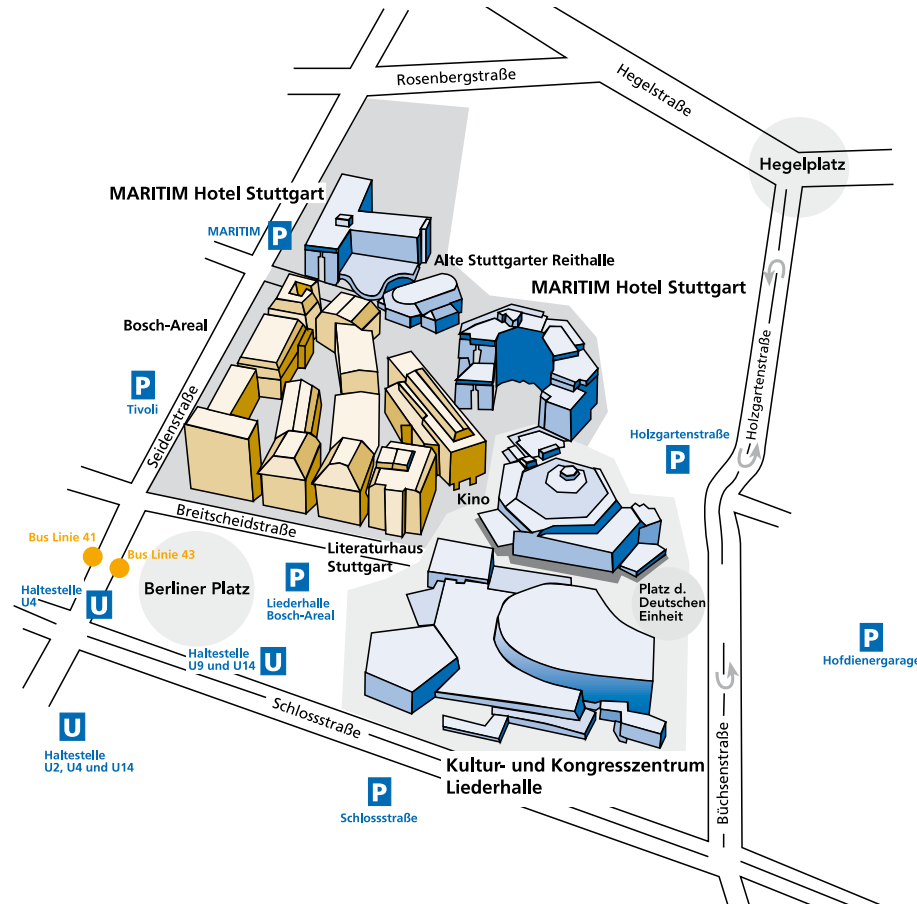 Rosenbergstraße
Hegelstraße
Hegelplatz
MARITIM Hotel Stuttgart
MARITIM
P
Alte Stuttgarter Reithalle
MARITIM Hotel Stuttgart
Bosch-Areal
P
Tivoli
Seidenstraße
Holzgartenstraße
Holzgartenstraße
P
Kino
Breitscheidstraße
Literaturhaus
Stuttgart
Bus Linie 41
Bus Linie 43
Haltestelle
U4
U
Berliner Platz
P
Liederhalle
Bosch-Areal
Platz d.
Deutschen
Einheit
P
Hofdienergarage
Haltestelle
U9 und U14
U
Schlossstraße
U
Haltestelle
U2, U4 und U14
Büchsenstraße
Kultur- und Kongresszentrum
Liederhalle
P
Schlossstraße